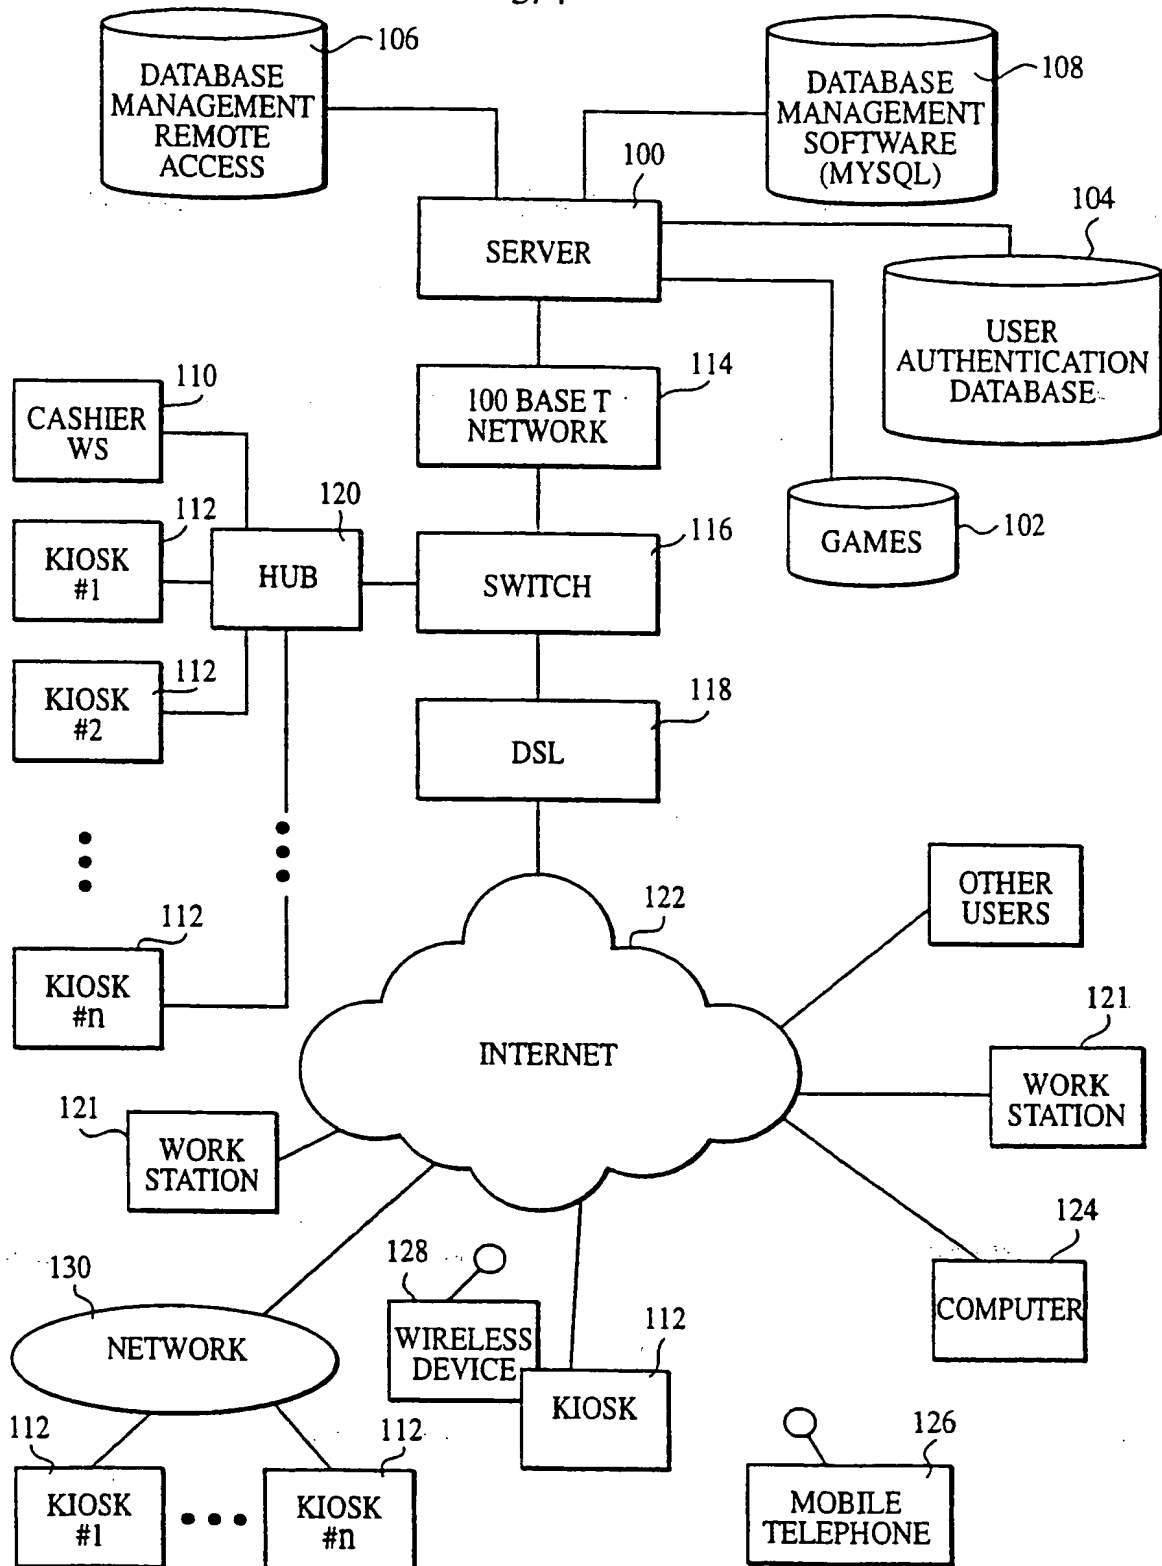 106
DATABASE
MANAGEMENT
REMOTE
ACCESS
108
DATABASE
MANAGEMENT
SOFTWARE
(MYSQL)
100
SERVER
104
USER
AUTHENTICATION
DATABASE
110
CASHIER
WS
114
100 BASE T
NETWORK
102
GAMES
112
KIOSK
#1
120
HUB
116
SWITCH
112
KIOSK
#2
118
DSL
112
KIOSK
#n
122
INTERNET
OTHER
USERS
121
WORK
STATION
121
WORK
STATION
124
COMPUTER
130
NETWORK
128
WIRELESS
DEVICE
112
KIOSK
112
KIOSK
#1
112
KIOSK
#n
126
MOBILE
TELEPHONE